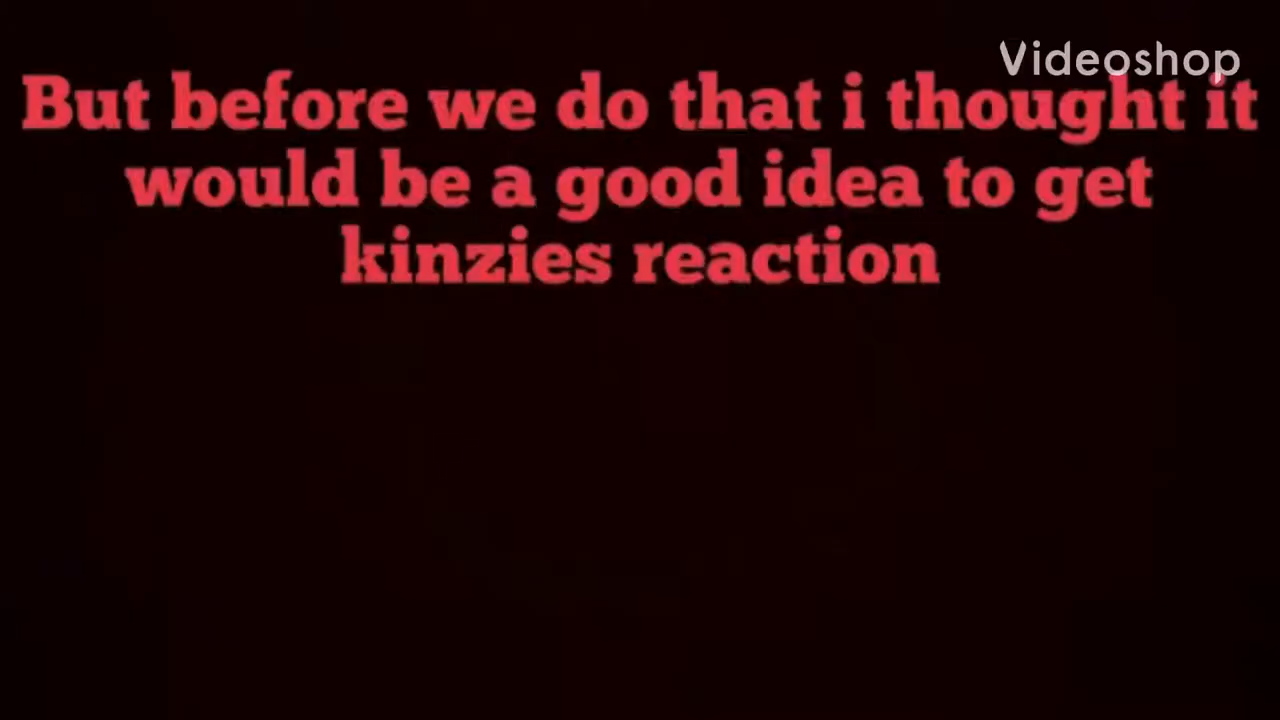 Videoshop
But before we do that i thought it
would be a good idea to get
kinzies reaction